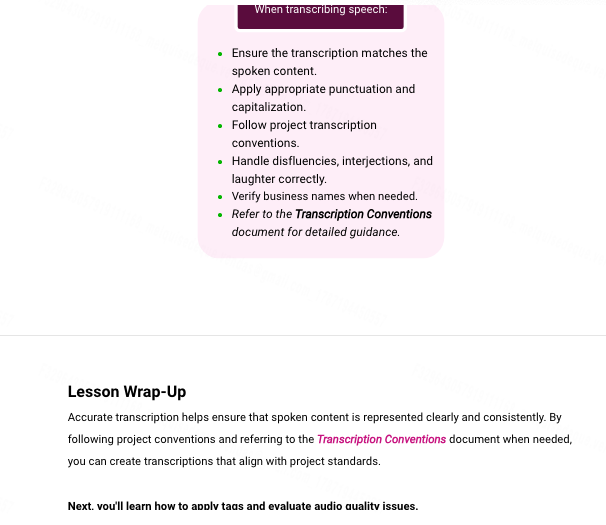 When transcribing speech:
Ensure the transcription matches the
spoken content.
Apply appropriate punctuation and
capitalization.
Follow project transcription
conventions.
Handle disfluencies, interjections, and
laughter correctly.
Verify business names when needed.
Refer to the Transcription Conventions
document for detailed guidance.
Lesson Wrap-Up
Accurate transcription helps ensure that spoken content is represented clearly and consistently. By
following project conventions and referring to the Transcription Conventions document when needed,
you can create transcriptions that align with project standards.
Next, you'll learn how to apply tags and evaluate audio quality issues.